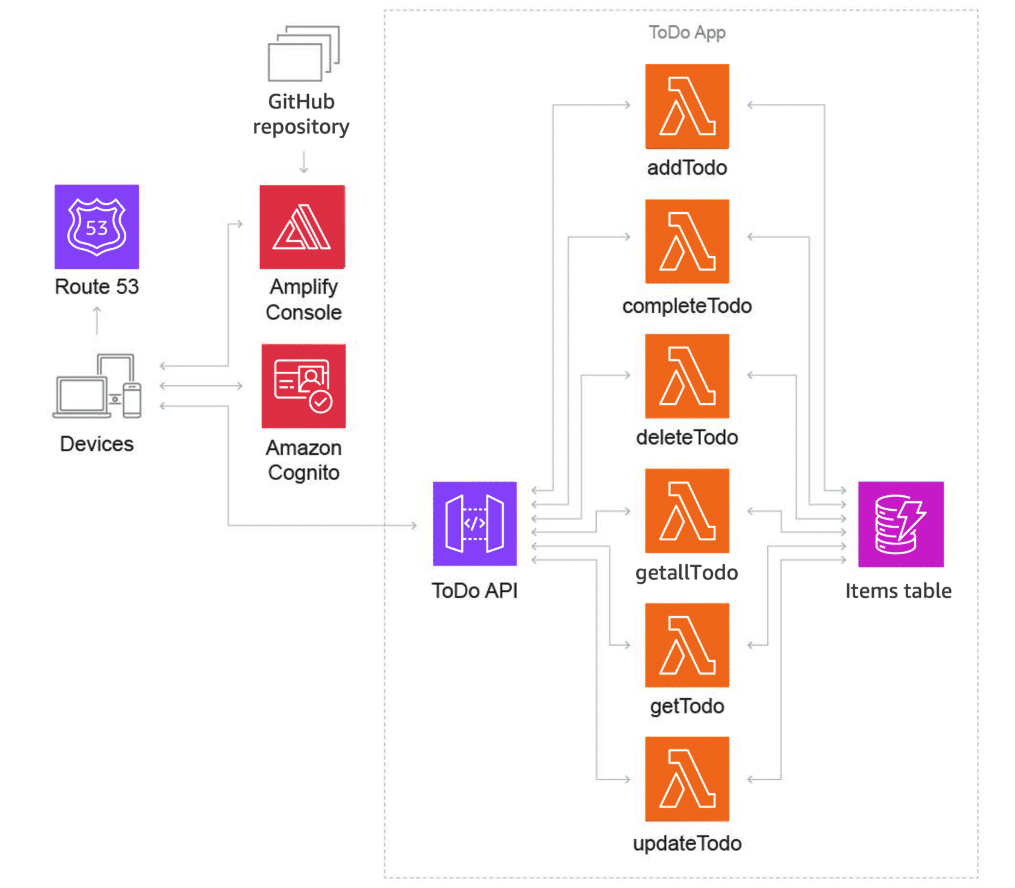 ToDo App
GitHub
repository
addTodo
53
Route 53
Amplify
Console
completeTodo
Devices
Amazon
Cognito
deleteTodo
</>
ToDo API
getallTodo
Items table
getTodo
updateTodo